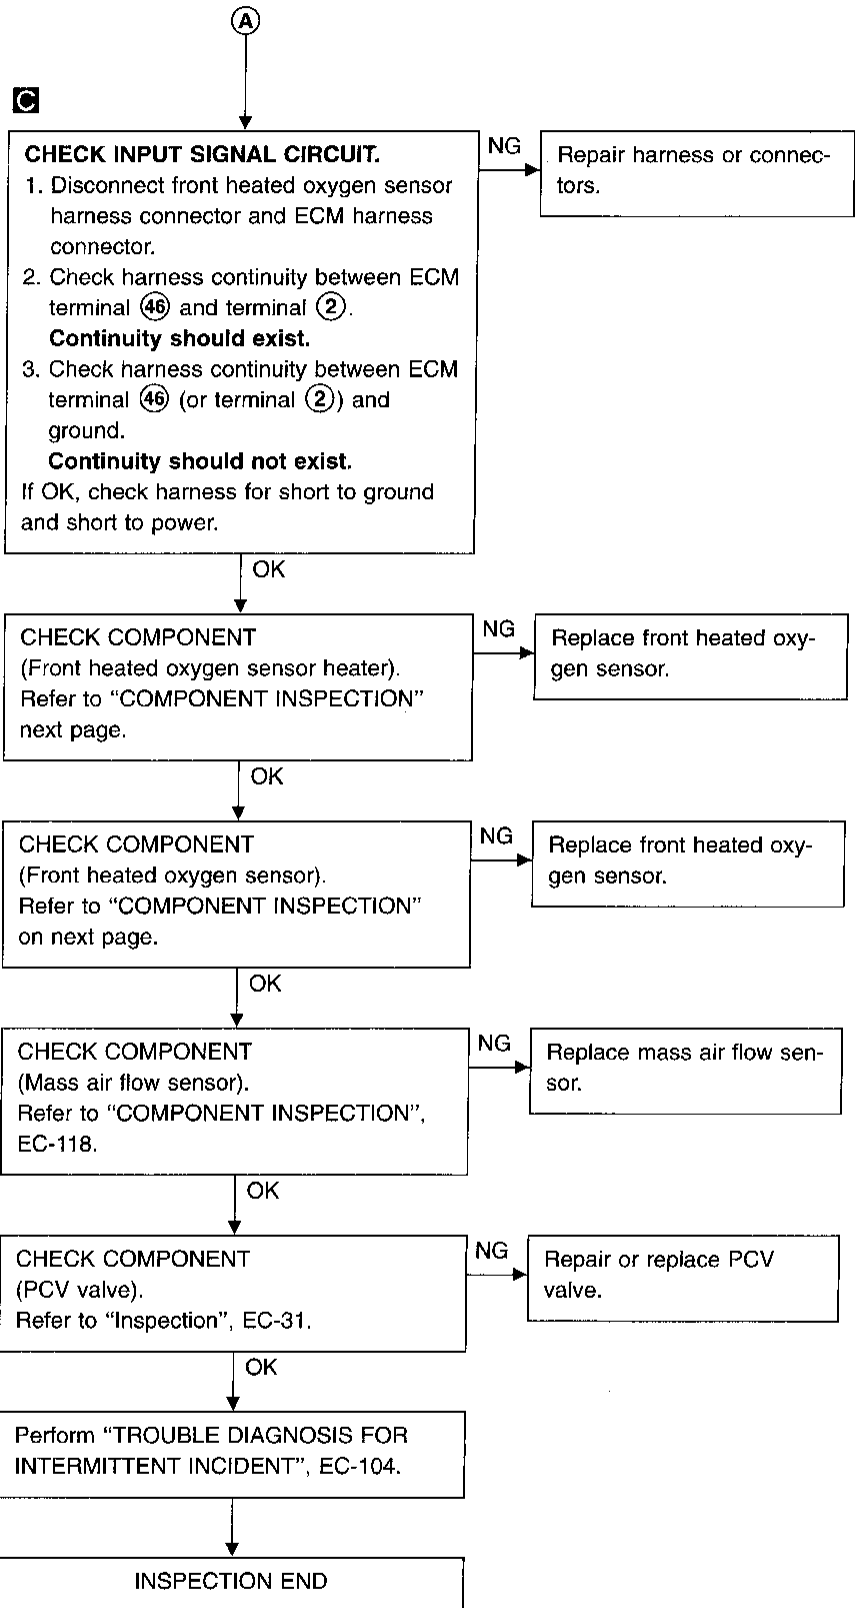 A
C
CHECK INPUT SIGNAL CIRCUIT.
1. Disconnect front heated oxygen sensor
harness connector and ECM harness
connector.
2. Check harness continuity between ECM
terminal 46 and terminal 2.
Continuity should exist.
3. Check harness continuity between ECM
terminal 46 (or terminal 2) and
ground.
Continuity should not exist.
If OK, check harness for short to ground
and short to power.
NG
Repair harness or connec-
tors.
OK
CHECK COMPONENT
(Front heated oxygen sensor heater).
Refer to “COMPONENT INSPECTION”
next page.
NG
Replace front heated oxy-
gen sensor.
OK
CHECK COMPONENT
(Front heated oxygen sensor).
Refer to “COMPONENT INSPECTION”
on next page.
NG
Replace front heated oxy-
gen sensor.
OK
CHECK COMPONENT
(Mass air flow sensor).
Refer to “COMPONENT INSPECTION”,
EC-118.
NG
Replace mass air flow sen-
sor.
OK
CHECK COMPONENT
(PCV valve).
Refer to “Inspection”, EC-31.
NG
Repair or replace PCV
valve.
OK
Perform “TROUBLE DIAGNOSIS FOR
INTERMITTENT INCIDENT”, EC-104.
INSPECTION END